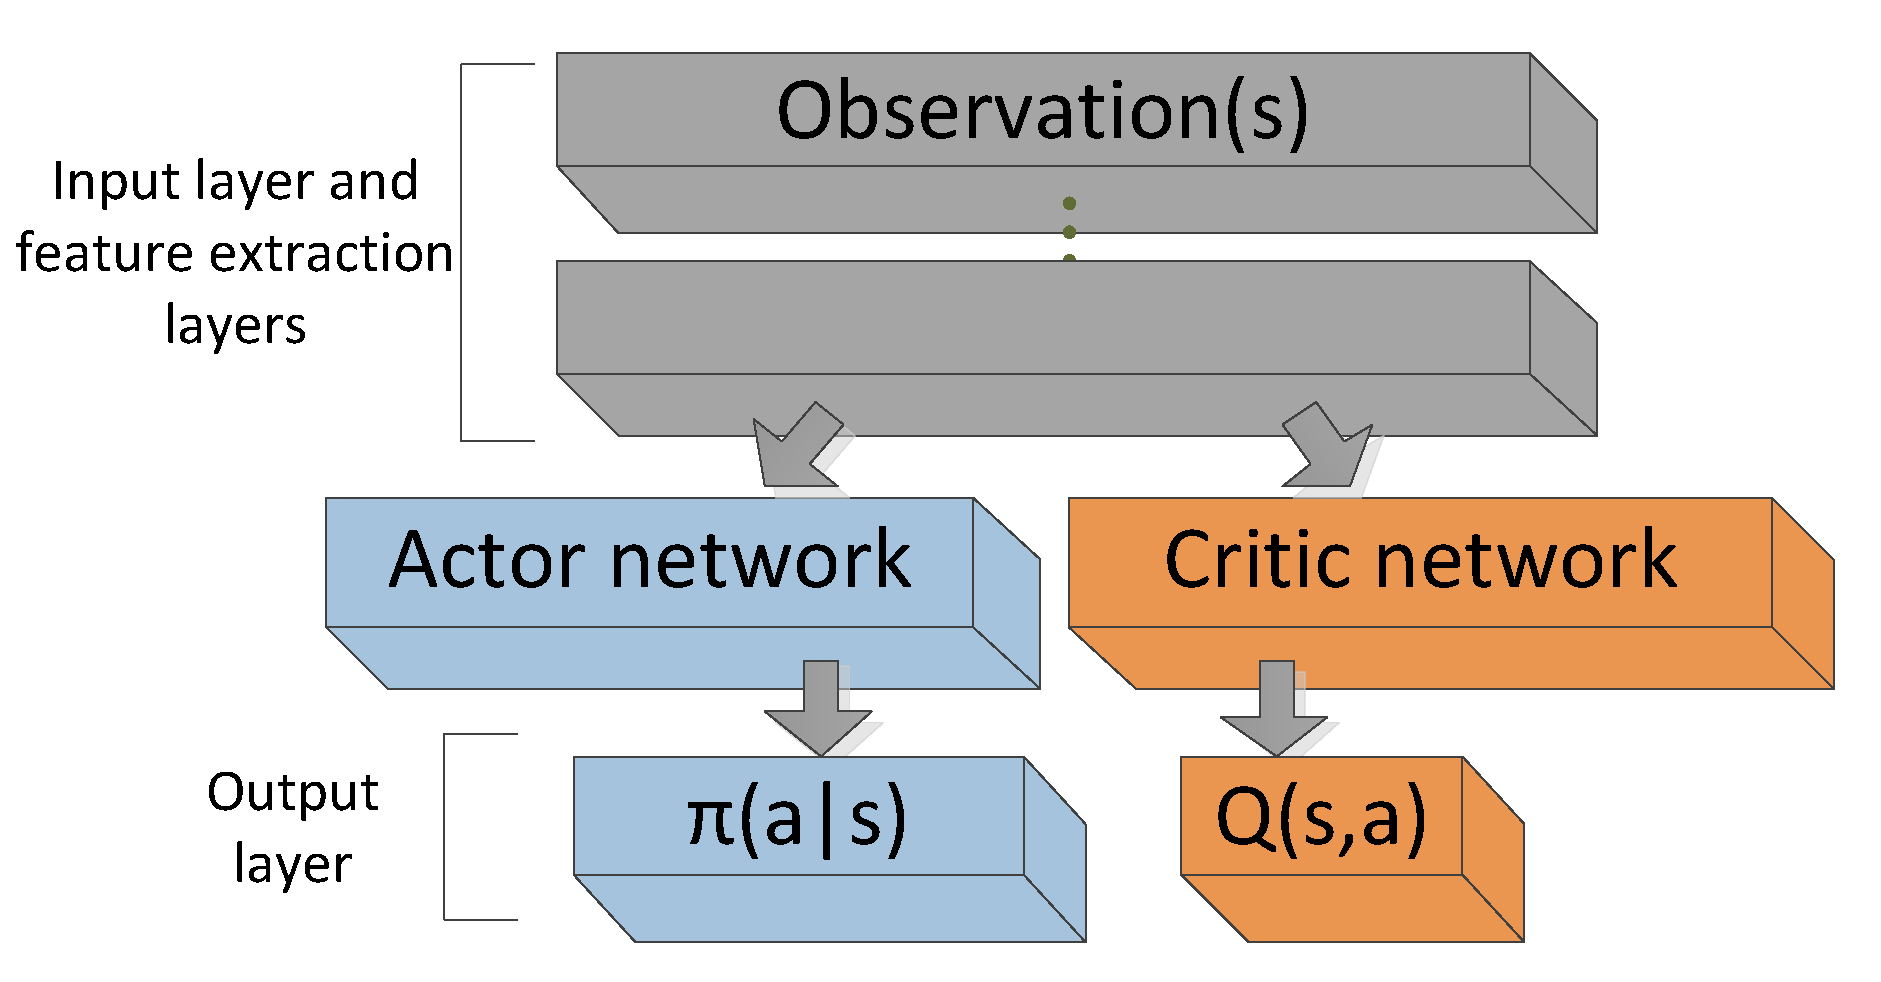 Observation(s)
Input layer and
feature extraction
layers
Actor network
Critic network
Output
layer
π(a|s)
Q(s,a)